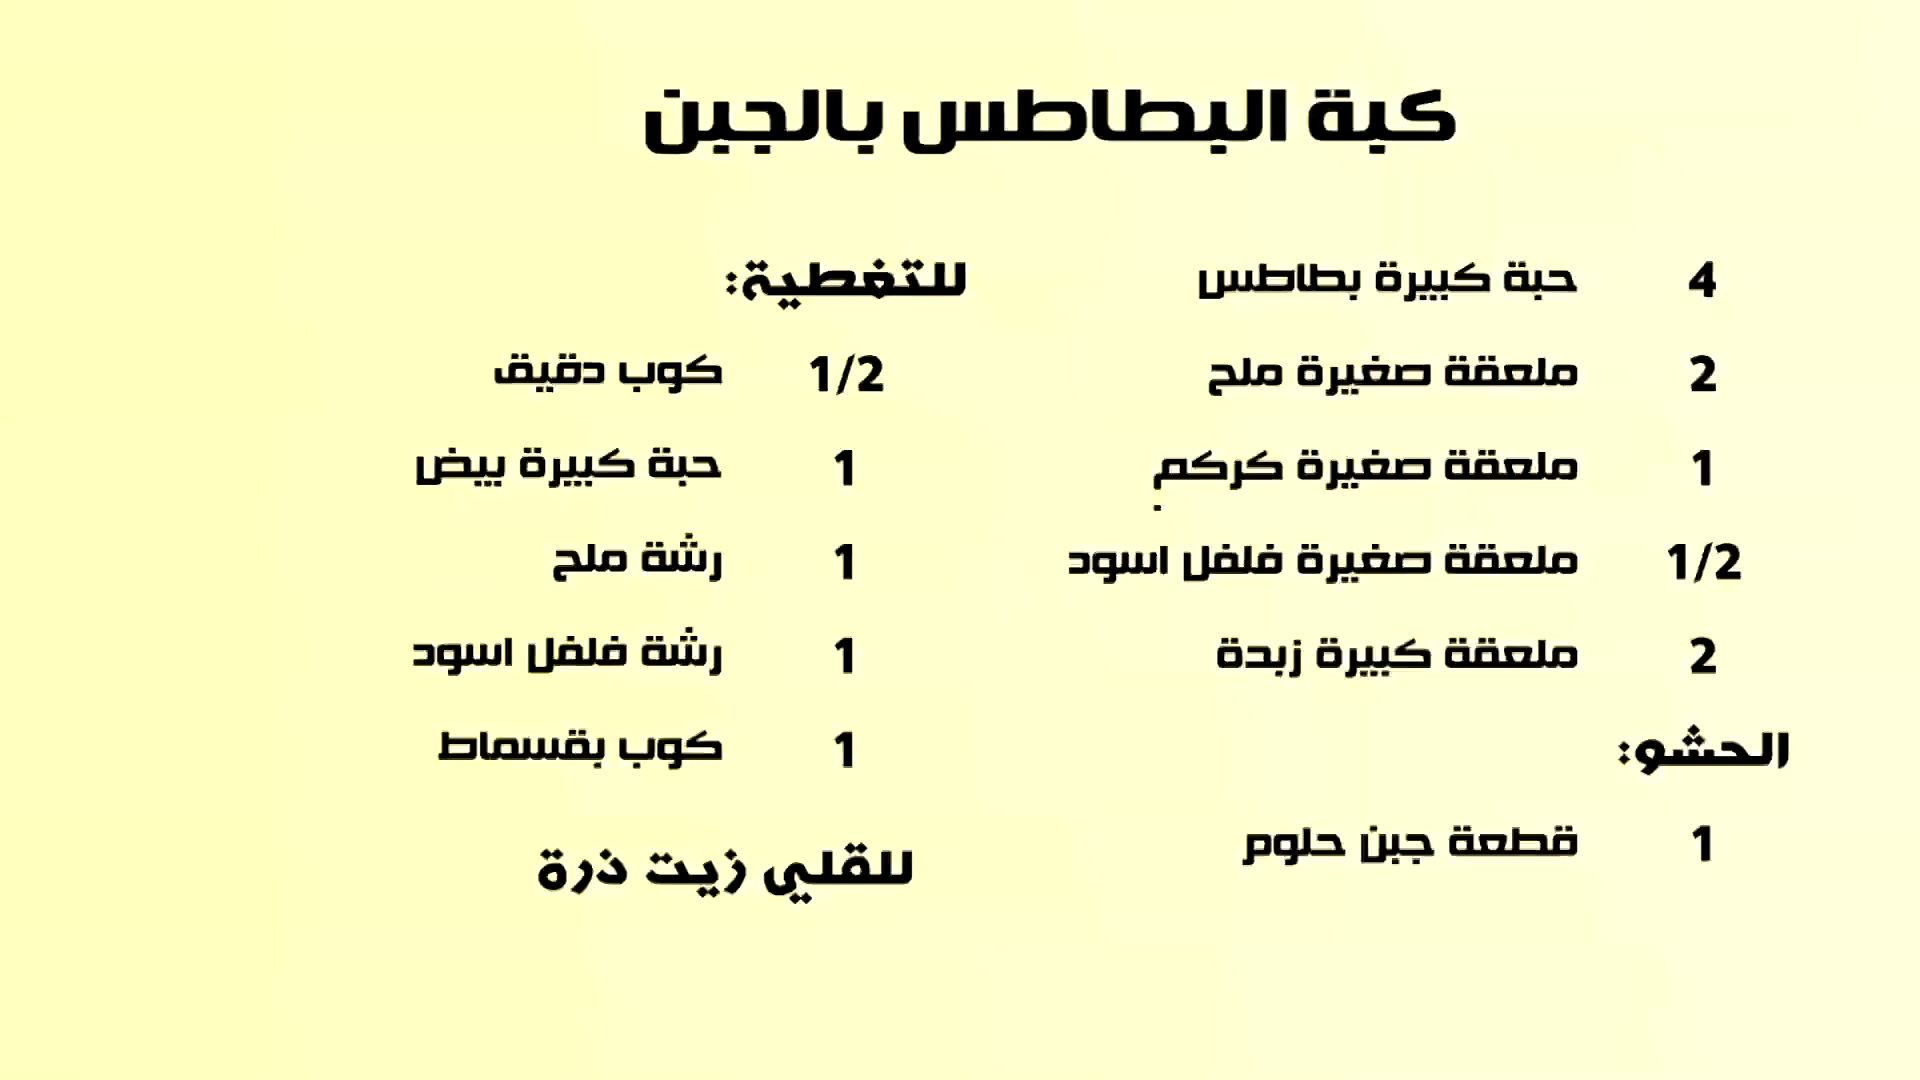 كبة البطاطس بالجبن
4 حبة كبيرة بطاطس
2 ملعقة صغيرة ملح
1 ملعقة صغيرة كركم
1/2 ملعقة صغيرة فلفل اسود
2 ملعقة كبيرة زبدة
الحشو:
1 قطعة جبن حلوم
للتغطية:
1/2 كوب دقيق
1 حبة كبيرة بيض
1 رشة ملح
1 رشة فلفل اسود
1 كوب بقسماط
للقلي زيت ذرة